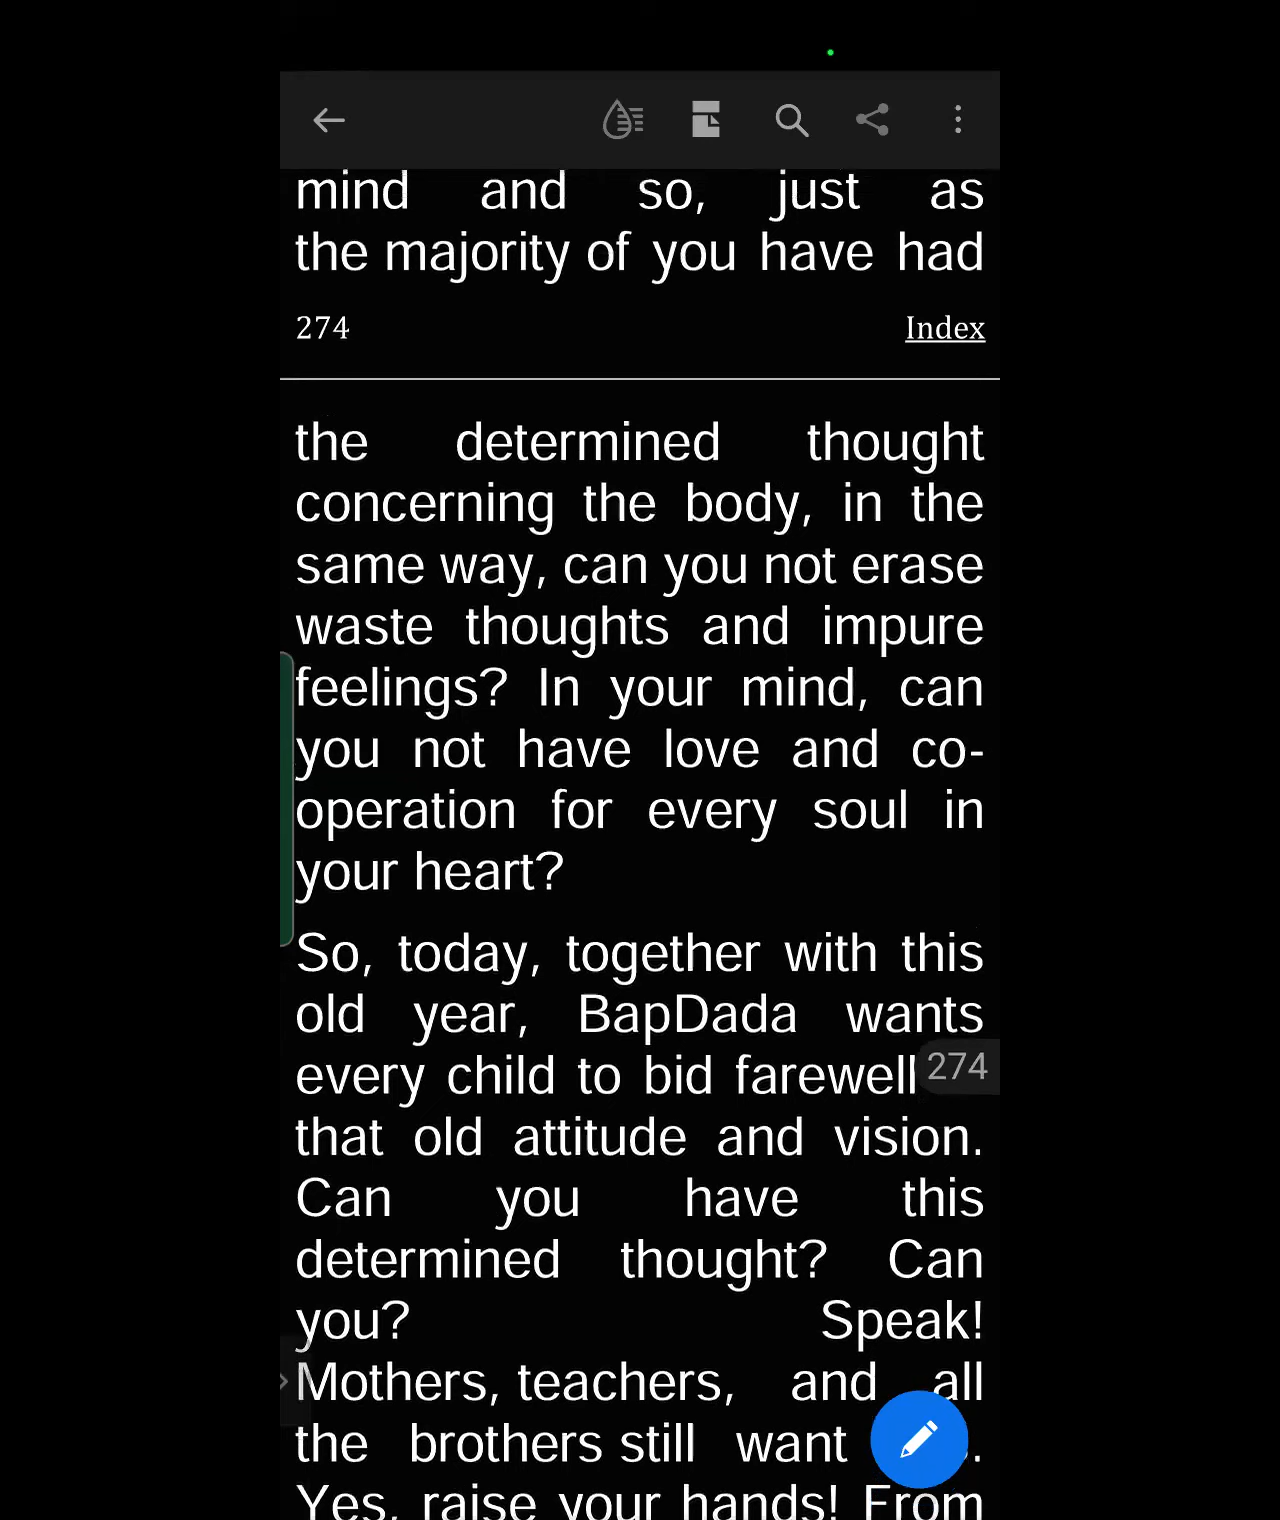 mind and so, just as
the majority of you have had
274 Index
the determined thought
concerning the body, in the
same way, can you not erase
waste thoughts and impure
feelings? In your mind, can
you not have love and co-
operation for every soul in
your heart?
So, today, together with this
old year, BapDada wants
every child to bid farewell
274
that old attitude and vision.
Can you have this
determined thought? Can
you? Speak!
Mothers, teachers, and all
the brothers still want .
Yes, raise your hands! From